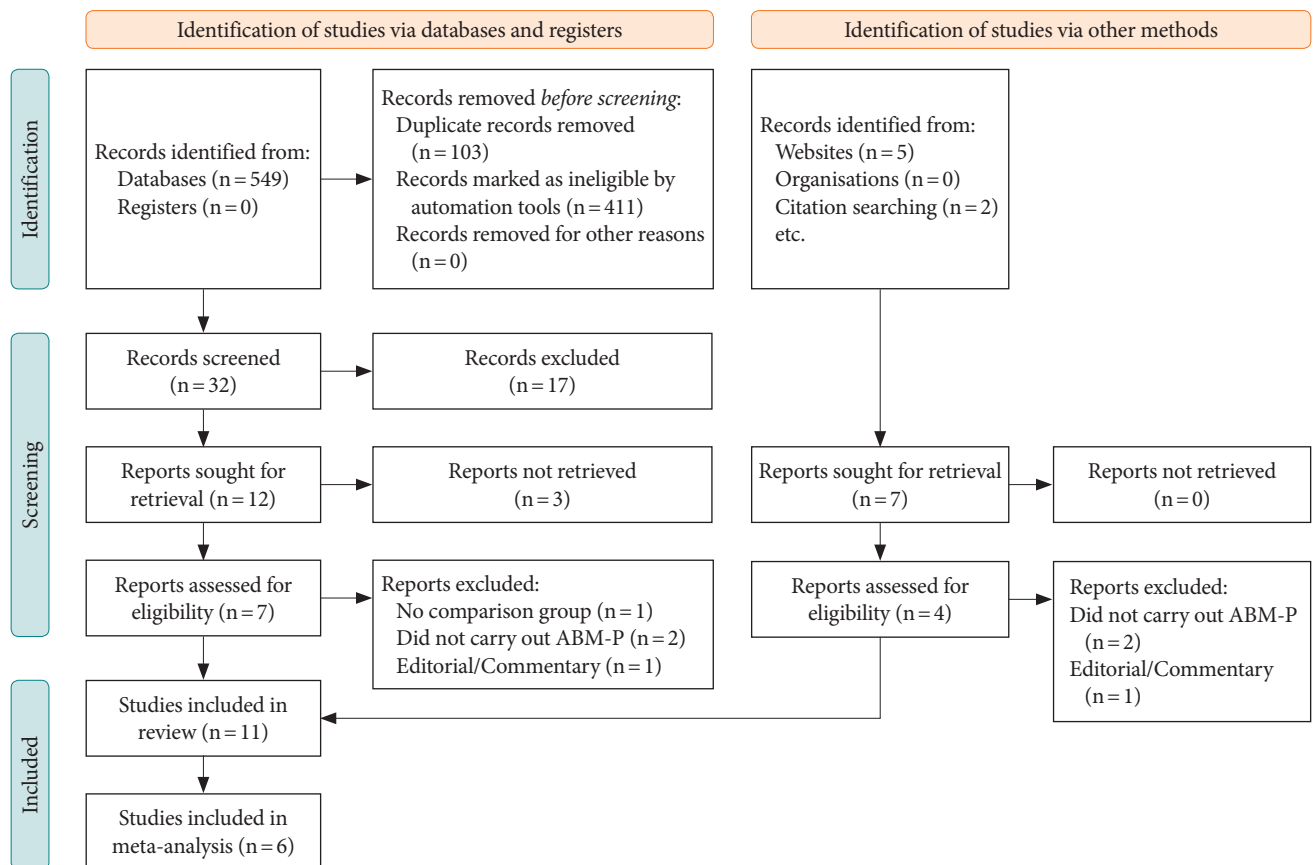 Identification of studies via databases and registers
Identification of studies via other methods
Identification
Records identified from:
Databases (n = 549)
Registers (n = 0)
Records removed before screening:
Duplicate records removed
(n = 103)
Records marked as ineligible by
automation tools (n = 411)
Records removed for other reasons
(n = 0)
Records identified from:
Websites (n = 5)
Organisations (n = 0)
Citation searching (n = 2)
etc.
Screening
Records screened
(n = 32)
Records excluded
(n = 17)
Reports sought for
retrieval (n = 12)
Reports not retrieved
(n = 3)
Reports sought for retrieval
(n = 7)
Reports not retrieved
(n = 0)
Reports assessed for
eligibility (n = 7)
Reports excluded:
No comparison group (n = 1)
Did not carry out ABM-P (n = 2)
Editorial/Commentary (n = 1)
Reports assessed for
eligibility (n = 4)
Reports excluded:
Did not carry out ABM-P
(n = 2)
Editorial/Commentary
(n = 1)
Included
Studies included in
review (n = 11)
Studies included in
meta-analysis (n = 6)